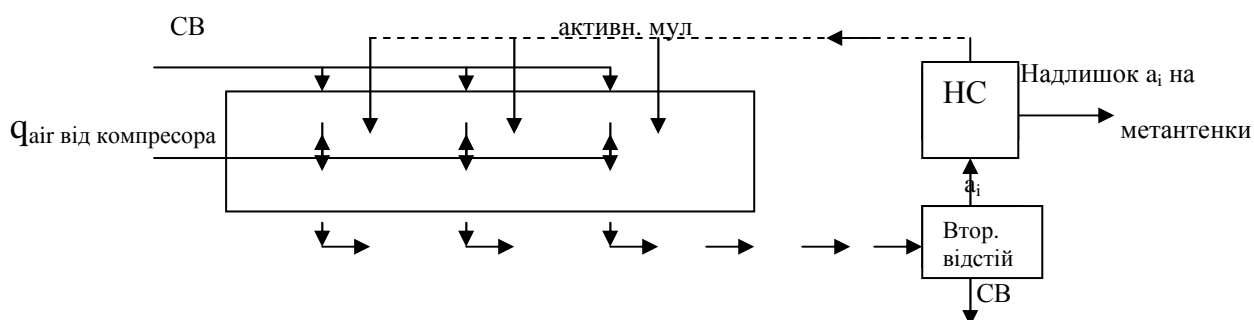 СВ
активн. мул
НС
Надлишок ai на
метантенки
qair від компресора
ai
Втор.
відстій
СВ